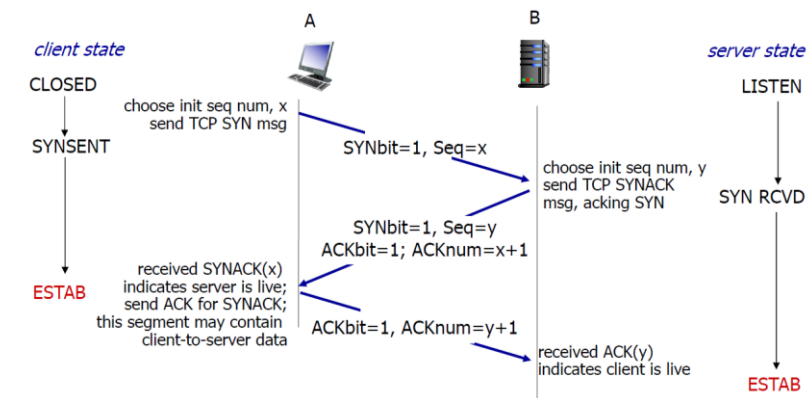 A
B
client state
server state
CLOSED
LISTEN
choose init seq num, x
send TCP SYN msg
SYNSENT
SYNbit=1, Seq=x
choose init seq num, y
send TCP SYNACK
msg, acking SYN
SYN RCVD
SYNbit=1, Seq=y
ACKbit=1; ACKnum=x+1
received SYNACK(x)
indicates server is live;
send ACK for SYNACK;
this segment may contain
client-to-server data
ESTAB
ACKbit=1, ACKnum=y+1
received ACK(y)
indicates client is live
ESTAB